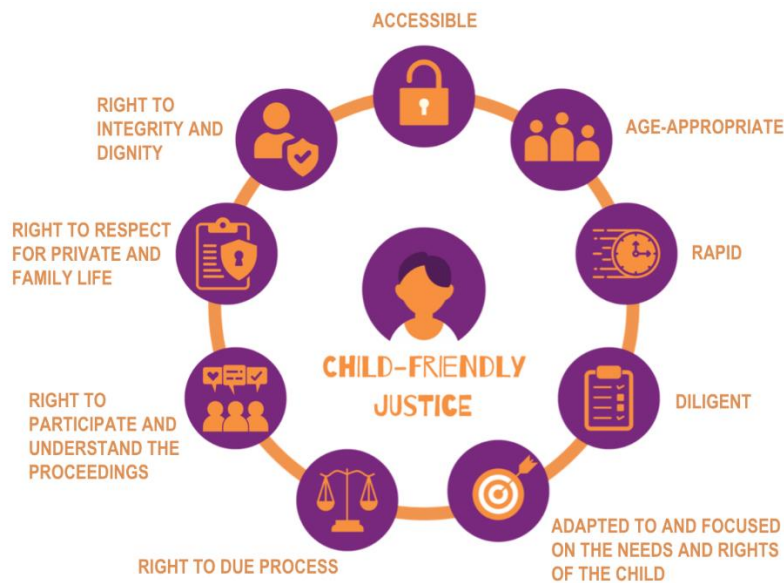 ACCESSIBLE
AGE-APPROPRIATE
RAPID
DILIGENT
ADAPTED TO AND FOCUSED
ON THE NEEDS AND RIGHTS
OF THE CHILD
RIGHT TO DUE PROCESS
RIGHT TO
PARTICIPATE AND
UNDERSTAND THE
PROCEEDINGS
RIGHT TO RESPECT
FOR PRIVATE AND
FAMILY LIFE
RIGHT TO
INTEGRITY AND
DIGNITY
CHILD-FRIENDLY
JUSTICE